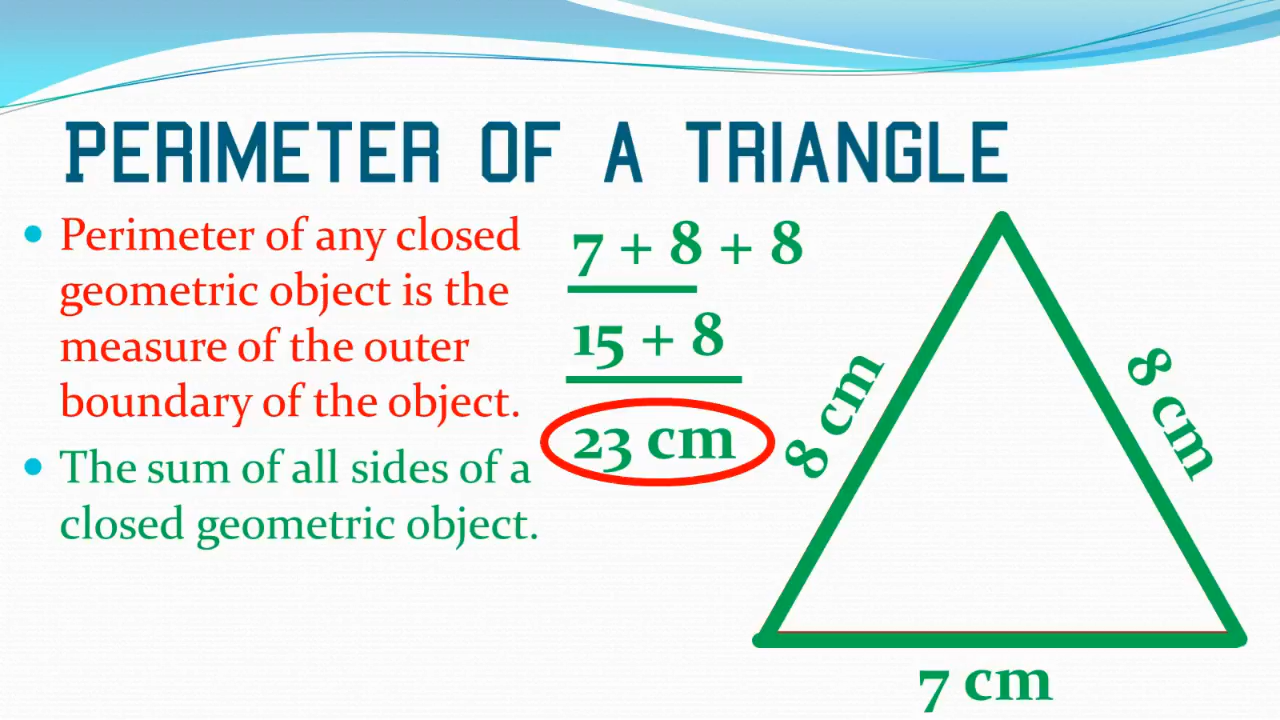 PERIMETER OF A TRIANGLE
• Perimeter of any closed
geometric object is the
measure of the outer
boundary of the object.
• The sum of all sides of a
closed geometric object.
7 + 8 + 8
15 + 8
23 cm
8 cm
8 cm
7 cm